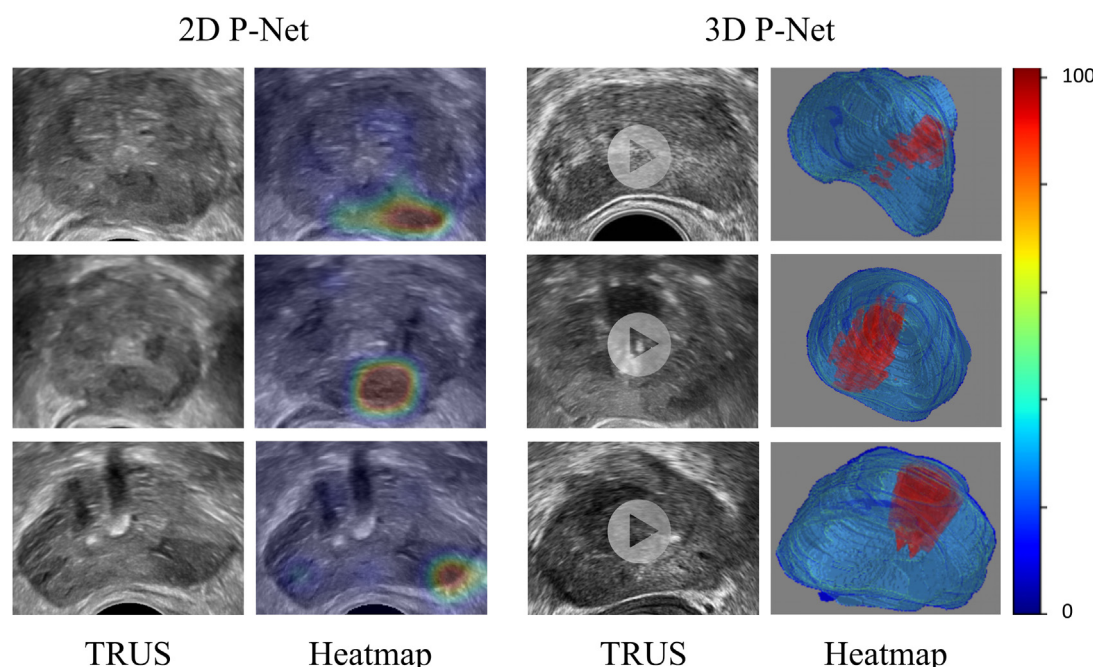 2D P-Net
3D P-Net
100
0
TRUS
Heatmap
TRUS
Heatmap